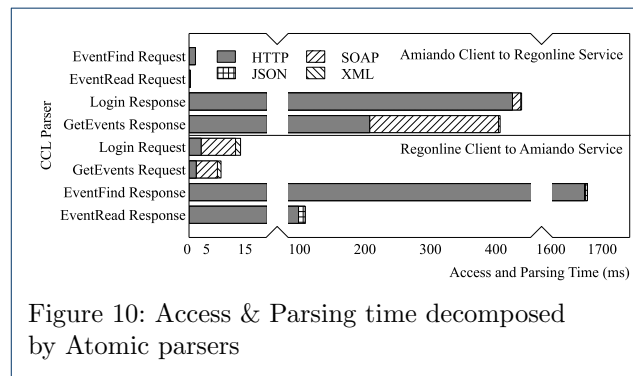 EventFind Request
HTTP
SOAP
Amiando Client to Regonline Service
EventRead Request
JSON
XML
Login Response
GetEvents Response
CCL Parser
Login Request
Regonline Client to Amiando Service
GetEvents Request
EventFind Response
EventRead Response
0 5 15 100 200 300 400 1600 1700
Access and Parsing Time (ms)
Figure 10: Access & Parsing time decomposed
by Atomic parsers